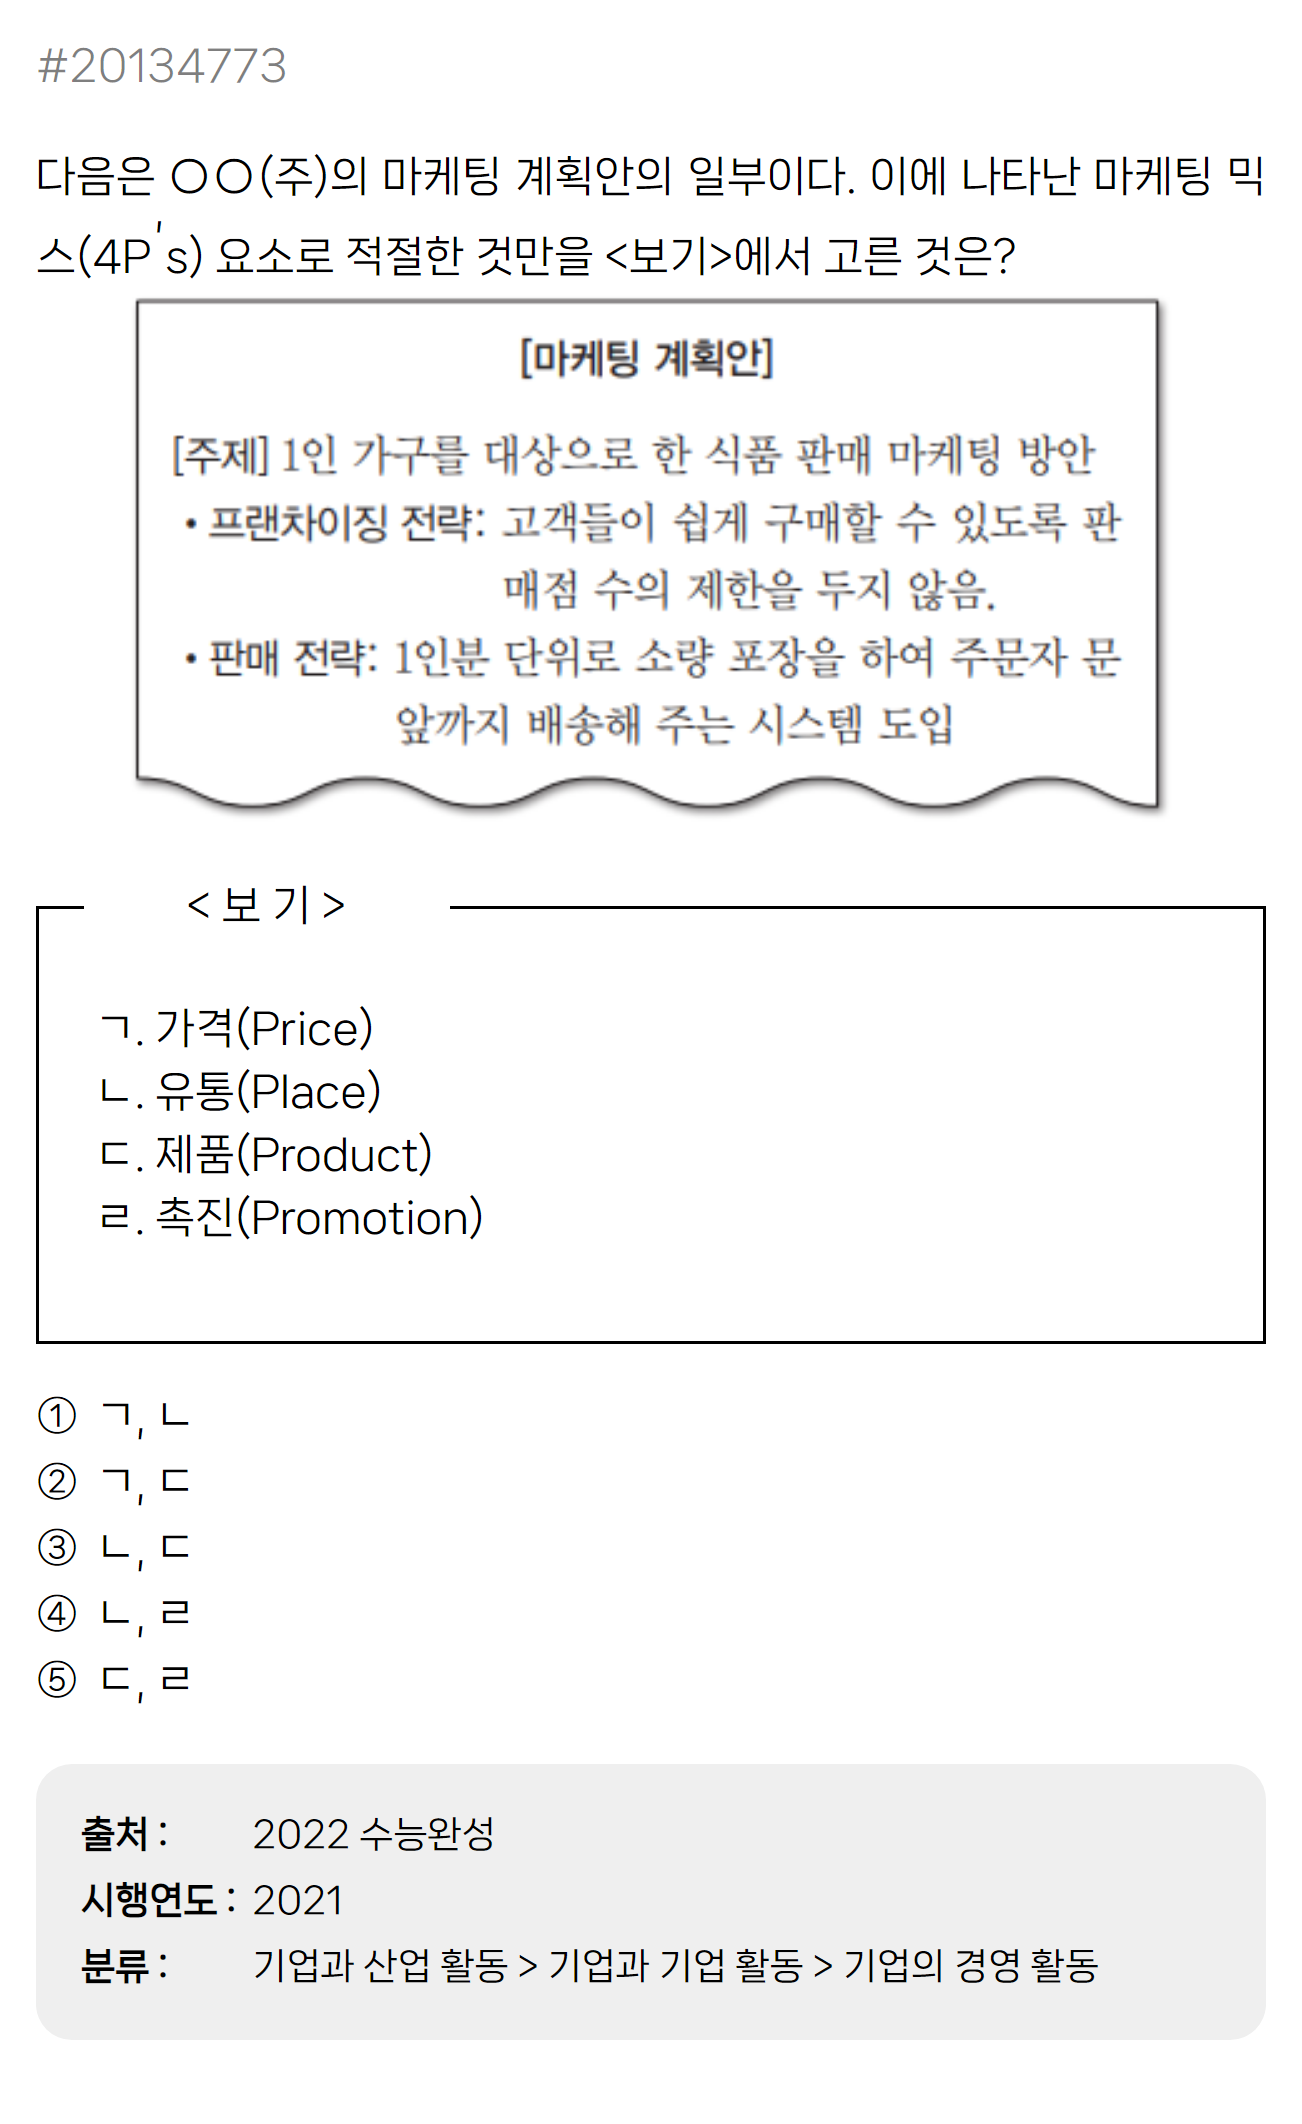 #20134773
다음은 ○○(주)의 마케팅 계획안의 일부이다. 이에 나타난 마케팅 믹
스(4P's) 요소로 적절한 것만을 <보기>에서 고른 것은?
[마케팅 계획안]
[주제] 1인 가구를 대상으로 한 식품 판매 마케팅 방안
• 프랜차이징 전략: 고객들이 쉽게 구매할 수 있도록 판
매점 수의 제한을 두지 않음.
• 판매 전략: 1인분 단위로 소량 포장을 하여 주문자 문
앞까지 배송해 주는 시스템 도입
< 보 기 >
ㄱ. 가격(Price)
ㄴ. 유통(Place)
ㄷ. 제품(Product)
ㄹ. 촉진(Promotion)
① ㄱ, ㄴ
② ㄱ, ㄷ
③ ㄴ, ㄷ
④ ㄴ, ㄹ
⑤ ㄷ, ㄹ
출처 : 2022 수능완성
시행연도 : 2021
분류 : 기업과 산업 활동 > 기업과 기업 활동 > 기업의 경영 활동